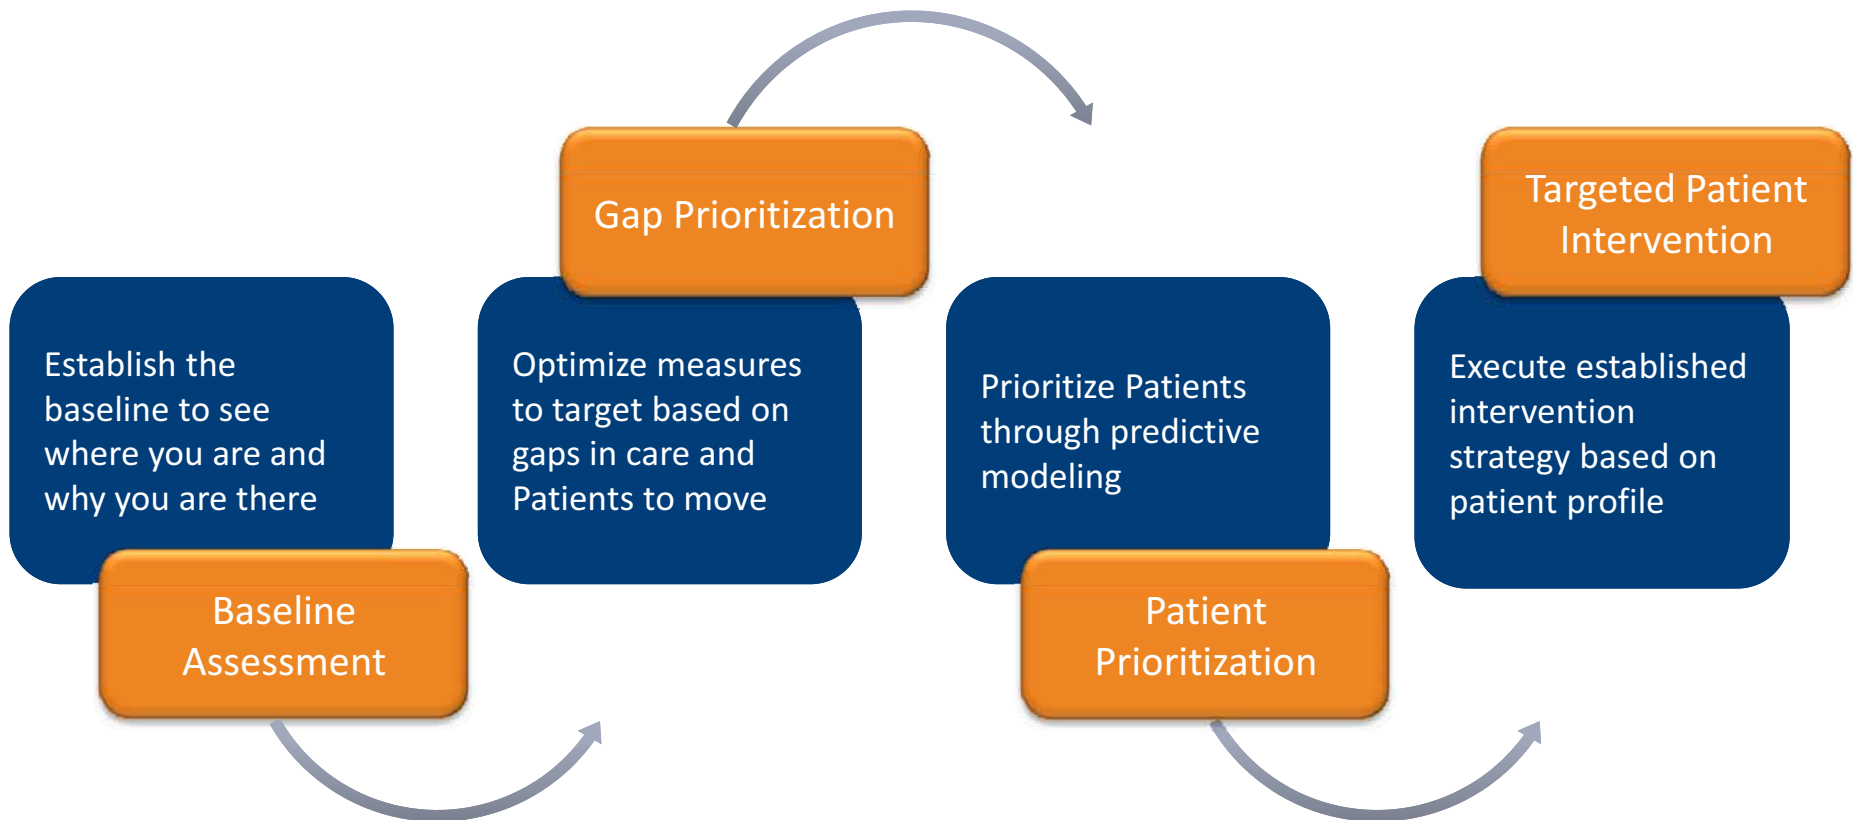 Establish the
baseline to see
where you are and
why you are there
Baseline
Assessment
Gap Prioritization
Optimize measures
to target based on
gaps in care and
Patients to move
Prioritize Patients
through predictive
modeling
Patient
Prioritization
Targeted Patient
Intervention
Execute established
intervention
strategy based on
patient profile